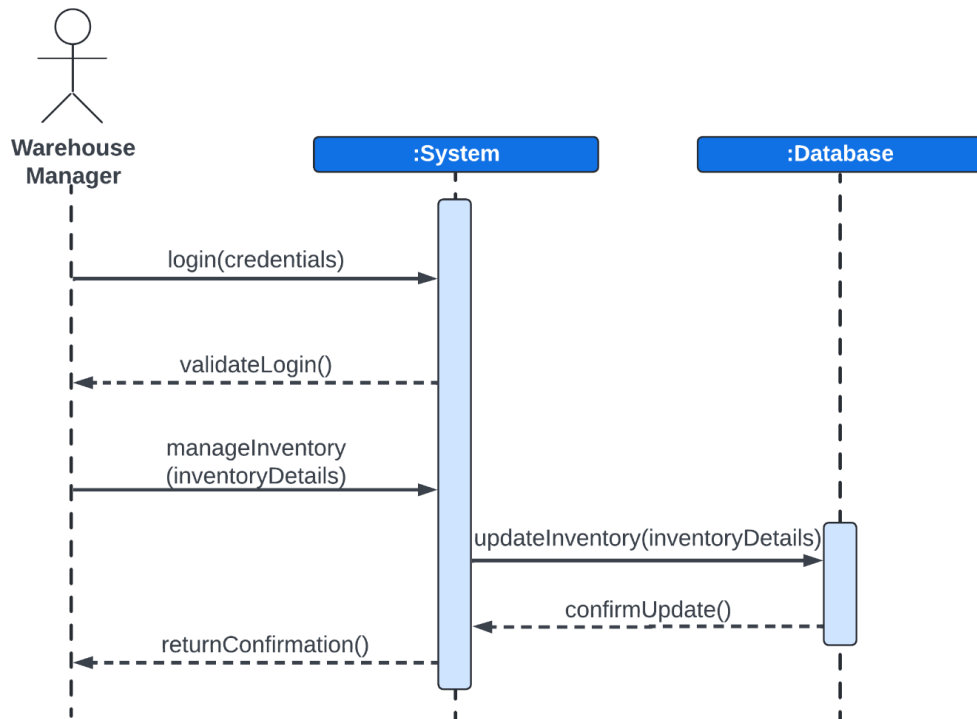 Warehouse
Manager
:System
:Database
login(credentials)
validateLogin()
manageInventory
(inventoryDetails)
updateInventory(inventoryDetails)
confirmUpdate()
returnConfirmation()